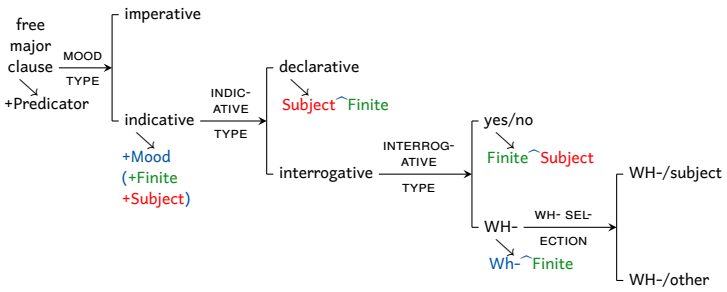 free
major
clause
+Predicator
MOOD
TYPE
imperative
indicative
+Mood
(+Finite
+Subject)
INDIC-
ATIVE
TYPE
declarative
Subject^Finite
interrogative
INTERROG-
ATIVE
TYPE
yes/no
Finite^Subject
WH-
Wh-^Finite
WH- SEL-
ECTION
WH-/subject
WH-/other